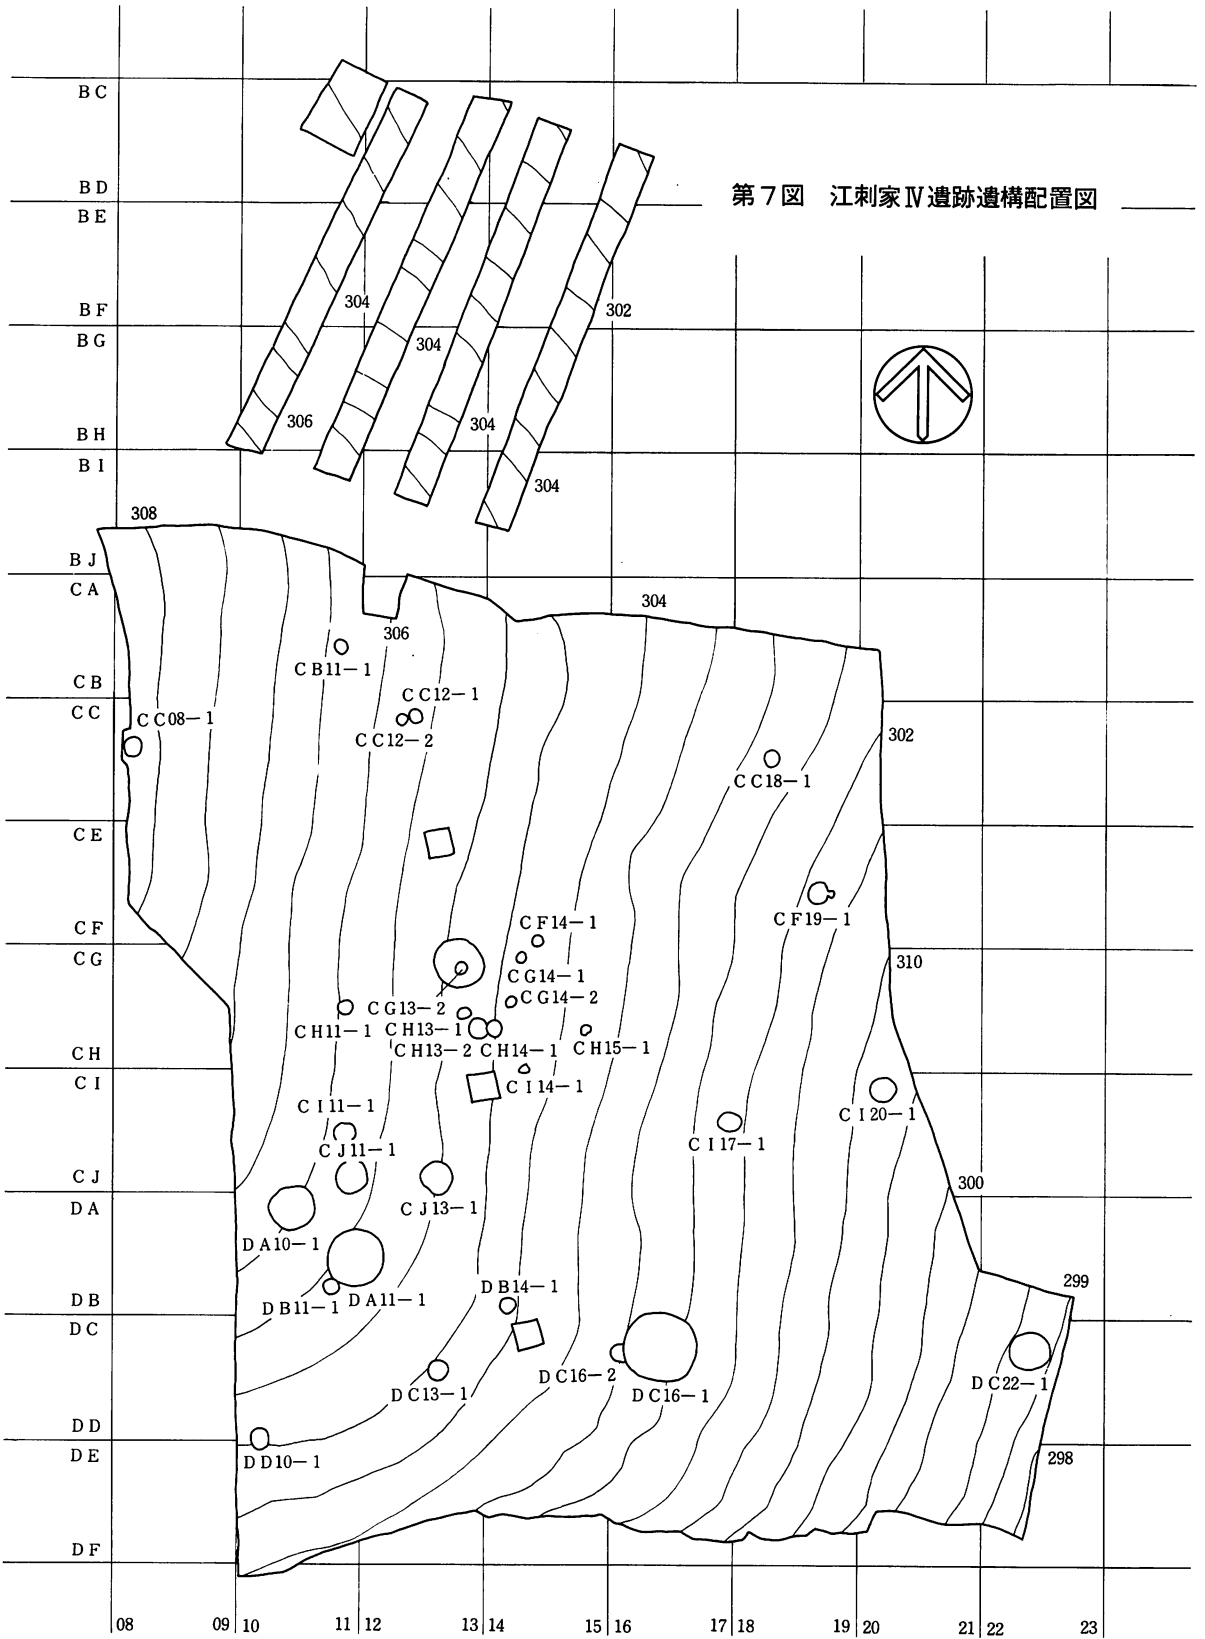 BC
BD
第7図 江刺家Ⅳ遺跡遺構配置図
BE
BF
304
302
BG
304
306
304
BH
BI
304
308
BJ
CA
304
306
CB11-1
CB
CC12-1
CC
CC08-1
CC12-2
302
CC18-1
CE
CF14-1
CF19-1
CF
CG
310
CG14-1
CG13-2
CG14-2
CH11-1
CH13-1
CH13-2
CH14-1
CH15-1
CH
CI
CI14-1
CI11-1
CI20-1
CJ11-1
CI17-1
CJ
300
DA
CJ13-1
DA10-1
DB14-1
299
DB
DB11-1
DA11-1
DC
DC16-2
DC22-1
DC13-1
DC16-1
DD
DE
DD10-1
298
DF
08 09 10 11 12 13 14 15 16 17 18 19 20 21 22 23